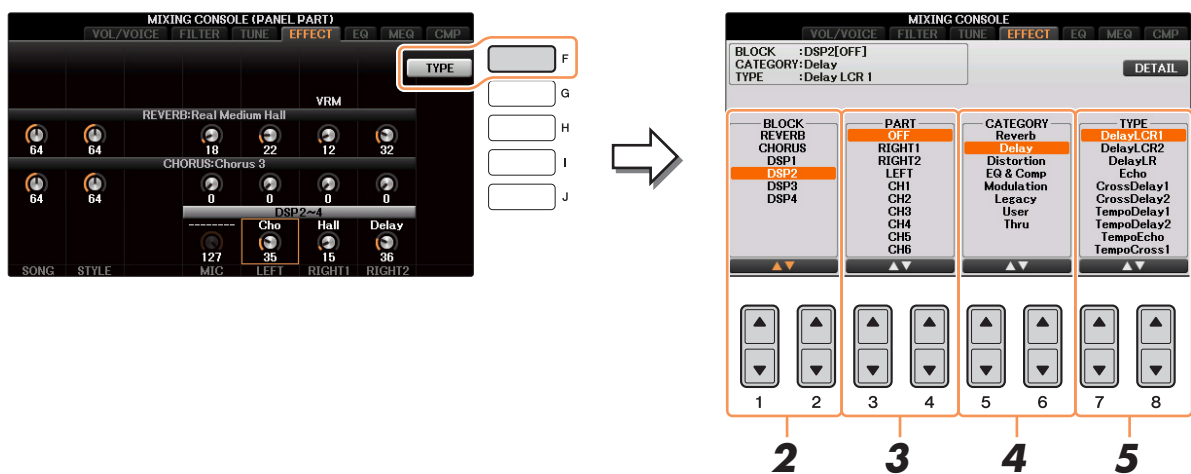 MIXING CONSOLE (PANEL PART)
VOL/VOICE FILTER TUNE EFFECT EQ MEQ CMP
TYPE
F
G
H
I
J
VRM
REVERB:Real Medium Hall
64 64 18 22 12 32
CHORUS:Chorus 3
64 64 0 0 0 0
DSP2~4
-------- Cho Hall Delay
127 35 15 36
SONG STYLE MIC LEFT RIGHT1 RIGHT2
MIXING CONSOLE
VOL/VOICE FILTER TUNE EFFECT EQ MEQ CMP
BLOCK :DSP2[OFF]
CATEGORY:Delay
TYPE :Delay LCR 1
DETAIL
BLOCK
REVERB
CHORUS
DSP1
DSP2
DSP3
DSP4
PART
OFF
RIGHT1
RIGHT2
LEFT
CH1
CH2
CH3
CH4
CH5
CH6
CATEGORY
Reverb
Delay
Distortion
EQ & Comp
Modulation
Legacy
User
Thru
TYPE
DelayLCR1
DelayLCR2
DelayLR
Echo
CrossDelay1
CrossDelay2
TempoDelay1
TempoDelay2
TempoEcho
TempoCross1
1 2 3 4 5 6 7 8
2 3 4 5